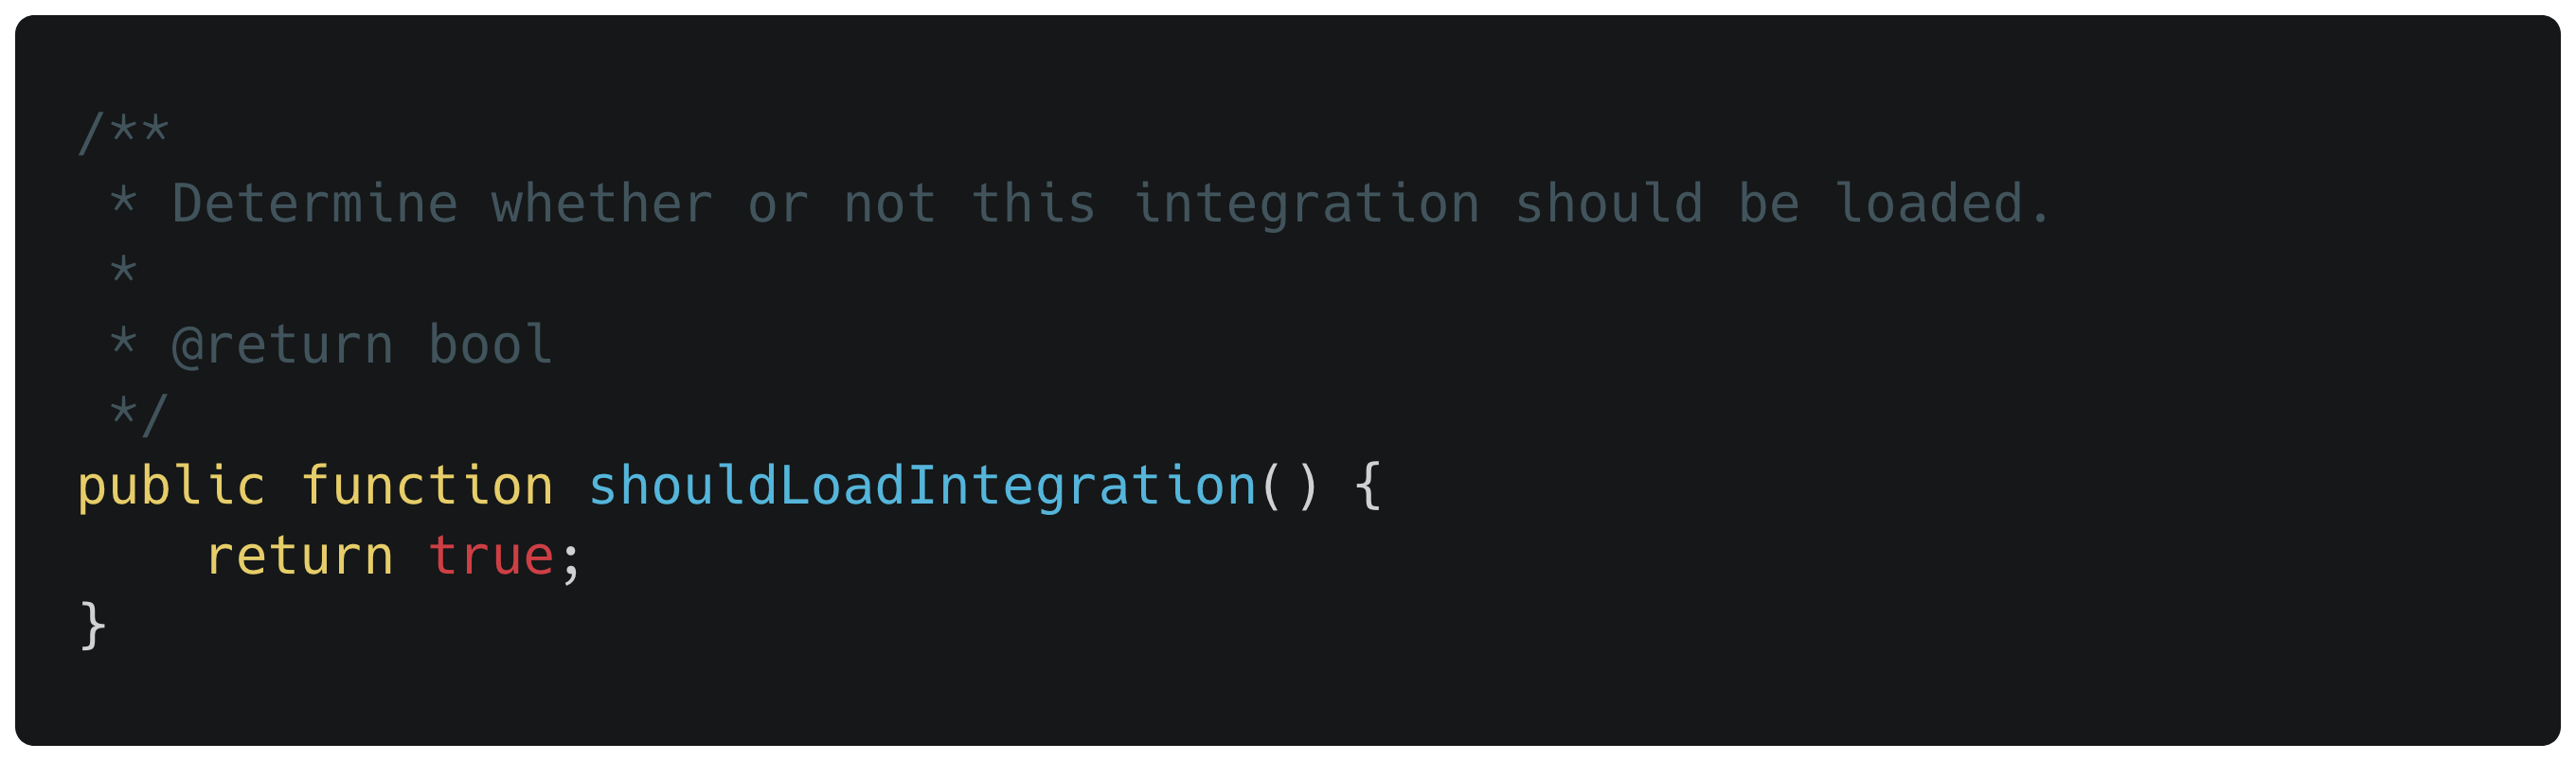 /**
 * Determine whether or not this integration should be loaded.
 *
 * @return bool
 */
public function shouldLoadIntegration() {
    return true;
}